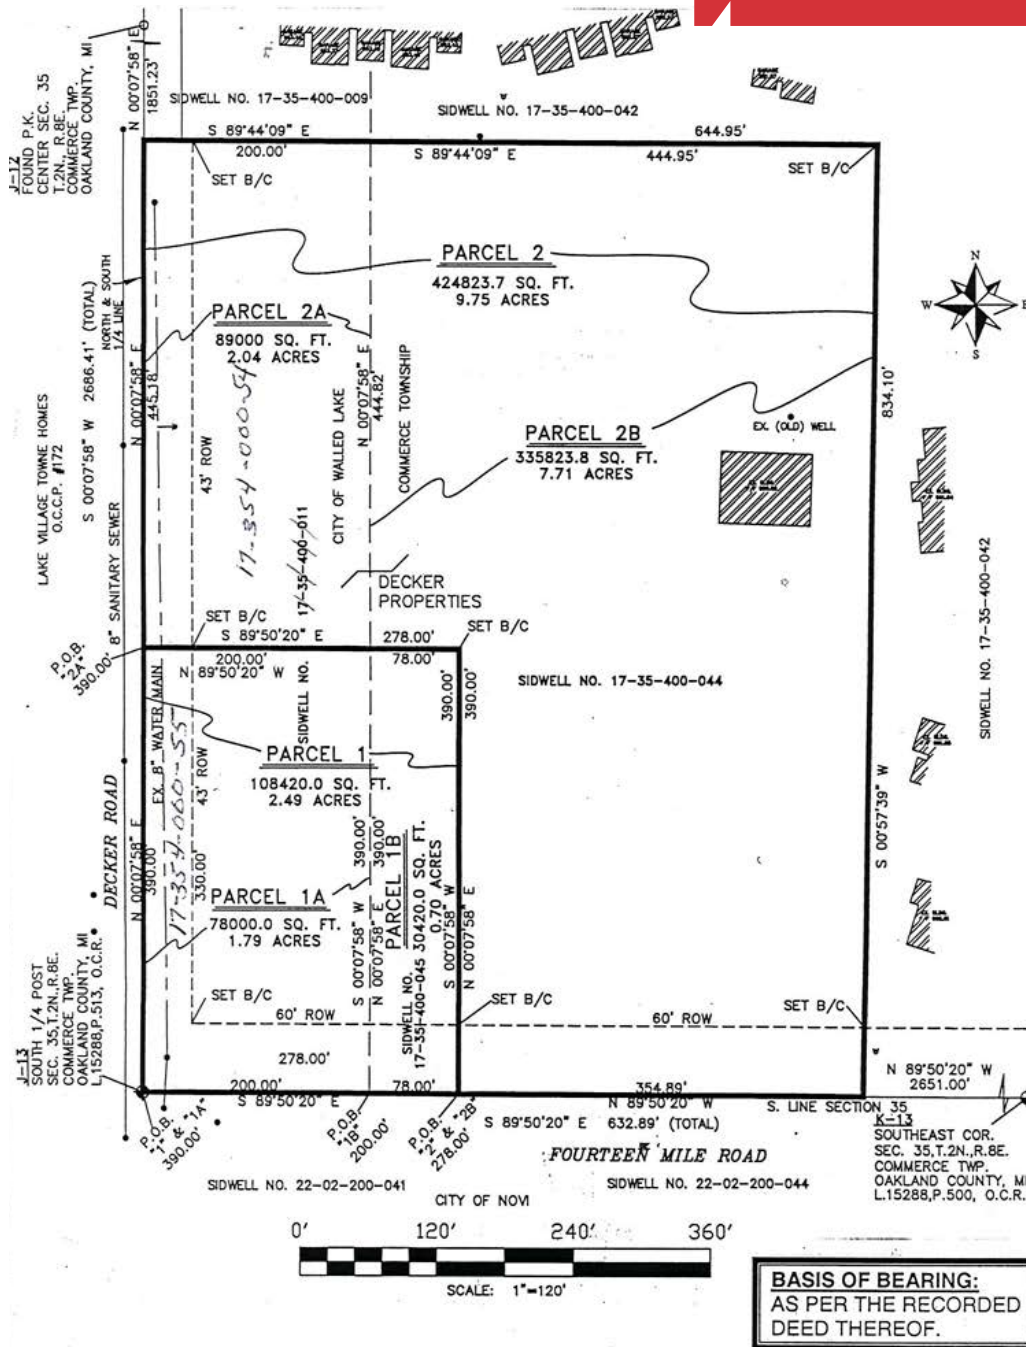 J-12
FOUND P.K.
CENTER SEC. 35
T.2N., R.8E.
COMMERCE TWP.
OAKLAND COUNTY, MI
N 00°07'58" E
1851.23'
SIDWELL NO. 17-35-400-009
SIDWELL NO. 17-35-400-042
S 89°44'09" E
200.00'
S 89°44'09" E
644.95'
444.95'
SET B/C
SET B/C
PARCEL 2
424823.7 SQ. FT.
9.75 ACRES
N
W
E
S
NORTH & SOUTH
1/4 LINE
S 00°07'58" W 2686.41' (TOTAL)
PARCEL 2A
89000 SQ. FT.
2.04 ACRES
N 00°07'58" E
445.18'
N 00°07'58" E
444.82'
CITY OF WALLED LAKE
COMMERCE TOWNSHIP
834.10'
EX. (OLD) WELL
PARCEL 2B
335823.8 SQ. FT.
7.71 ACRES
LAKE VILLAGE TOWNE HOMES
O.C.C.P. #172
43' ROW
17-354-000-54
17-35-400-011
SIDWELL NO.
8" SANITARY SEWER
DECKER
PROPERTIES
SIDWELL NO. 17-35-400-042
SET B/C
S 89°50'20" E
278.00'
SET B/C
P.O.B.
"2A"
390.00'
200.00'
78.00'
N 89°50'20" W
SIDWELL NO. 17-35-400-044
390.00'
390.00'
EX. 8" WATER MAIN
17-354-000-55
43' ROW
PARCEL 1
108420.0 SQ. FT.
2.49 ACRES
S 00°57'39" W
DECKER ROAD
N 00°07'58" E
390.00'
330.00'
PARCEL 1A
78000.0 SQ. FT.
1.79 ACRES
S 00°07'58" W 390.00'
N 00°07'58" E 390.00'
PARCEL 1B
30420.0 SQ. FT.
0.70 ACRES
SIDWELL NO.
17-35-400-045
S 00°07'58" W
N 00°07'58" E
J-13
SOUTH 1/4 POST
SEC. 35,T.2N.,R.8E.
COMMERCE TWP.
OAKLAND COUNTY, MI
L.15288,P.513, O.C.R.
SET B/C
SET B/C
SET B/C
60' ROW
60' ROW
278.00'
200.00'
78.00'
S 89°50'20" E
354.89'
N 89°50'20" W
N 89°50'20" W
2651.00'
S. LINE SECTION 35
P.O.B.
"1" & "1A"
390.00'
P.O.B.
"1B"
200.00'
P.O.B.
"2" & "2B"
278.00'
S 89°50'20" E 632.89' (TOTAL)
FOURTEEN MILE ROAD
K-13
SOUTHEAST COR.
SEC. 35,T.2N.,R.8E.
COMMERCE TWP.
OAKLAND COUNTY, MI
L.15288,P.500, O.C.R.
SIDWELL NO. 22-02-200-041
SIDWELL NO. 22-02-200-044
CITY OF NOVI
0' 120' 240' 360'
SCALE: 1"=120'
BASIS OF BEARING:
AS PER THE RECORDED
DEED THEREOF.